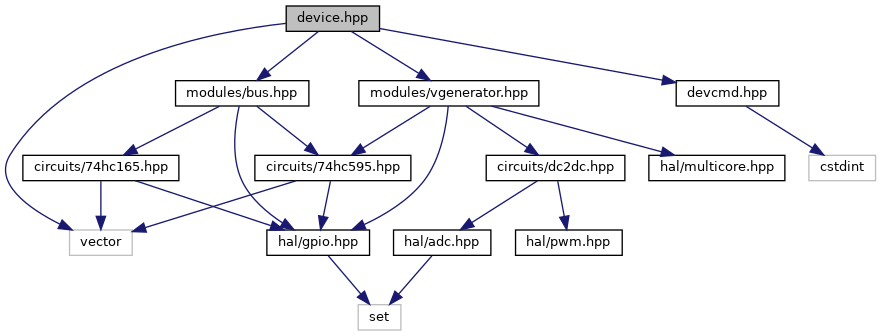 device.hpp
modules/bus.hpp
modules/vgenerator.hpp
devcmd.hpp
circuits/74hc165.hpp
circuits/74hc595.hpp
circuits/dc2dc.hpp
hal/multicore.hpp
cstdint
vector
hal/gpio.hpp
hal/adc.hpp
hal/pwm.hpp
set